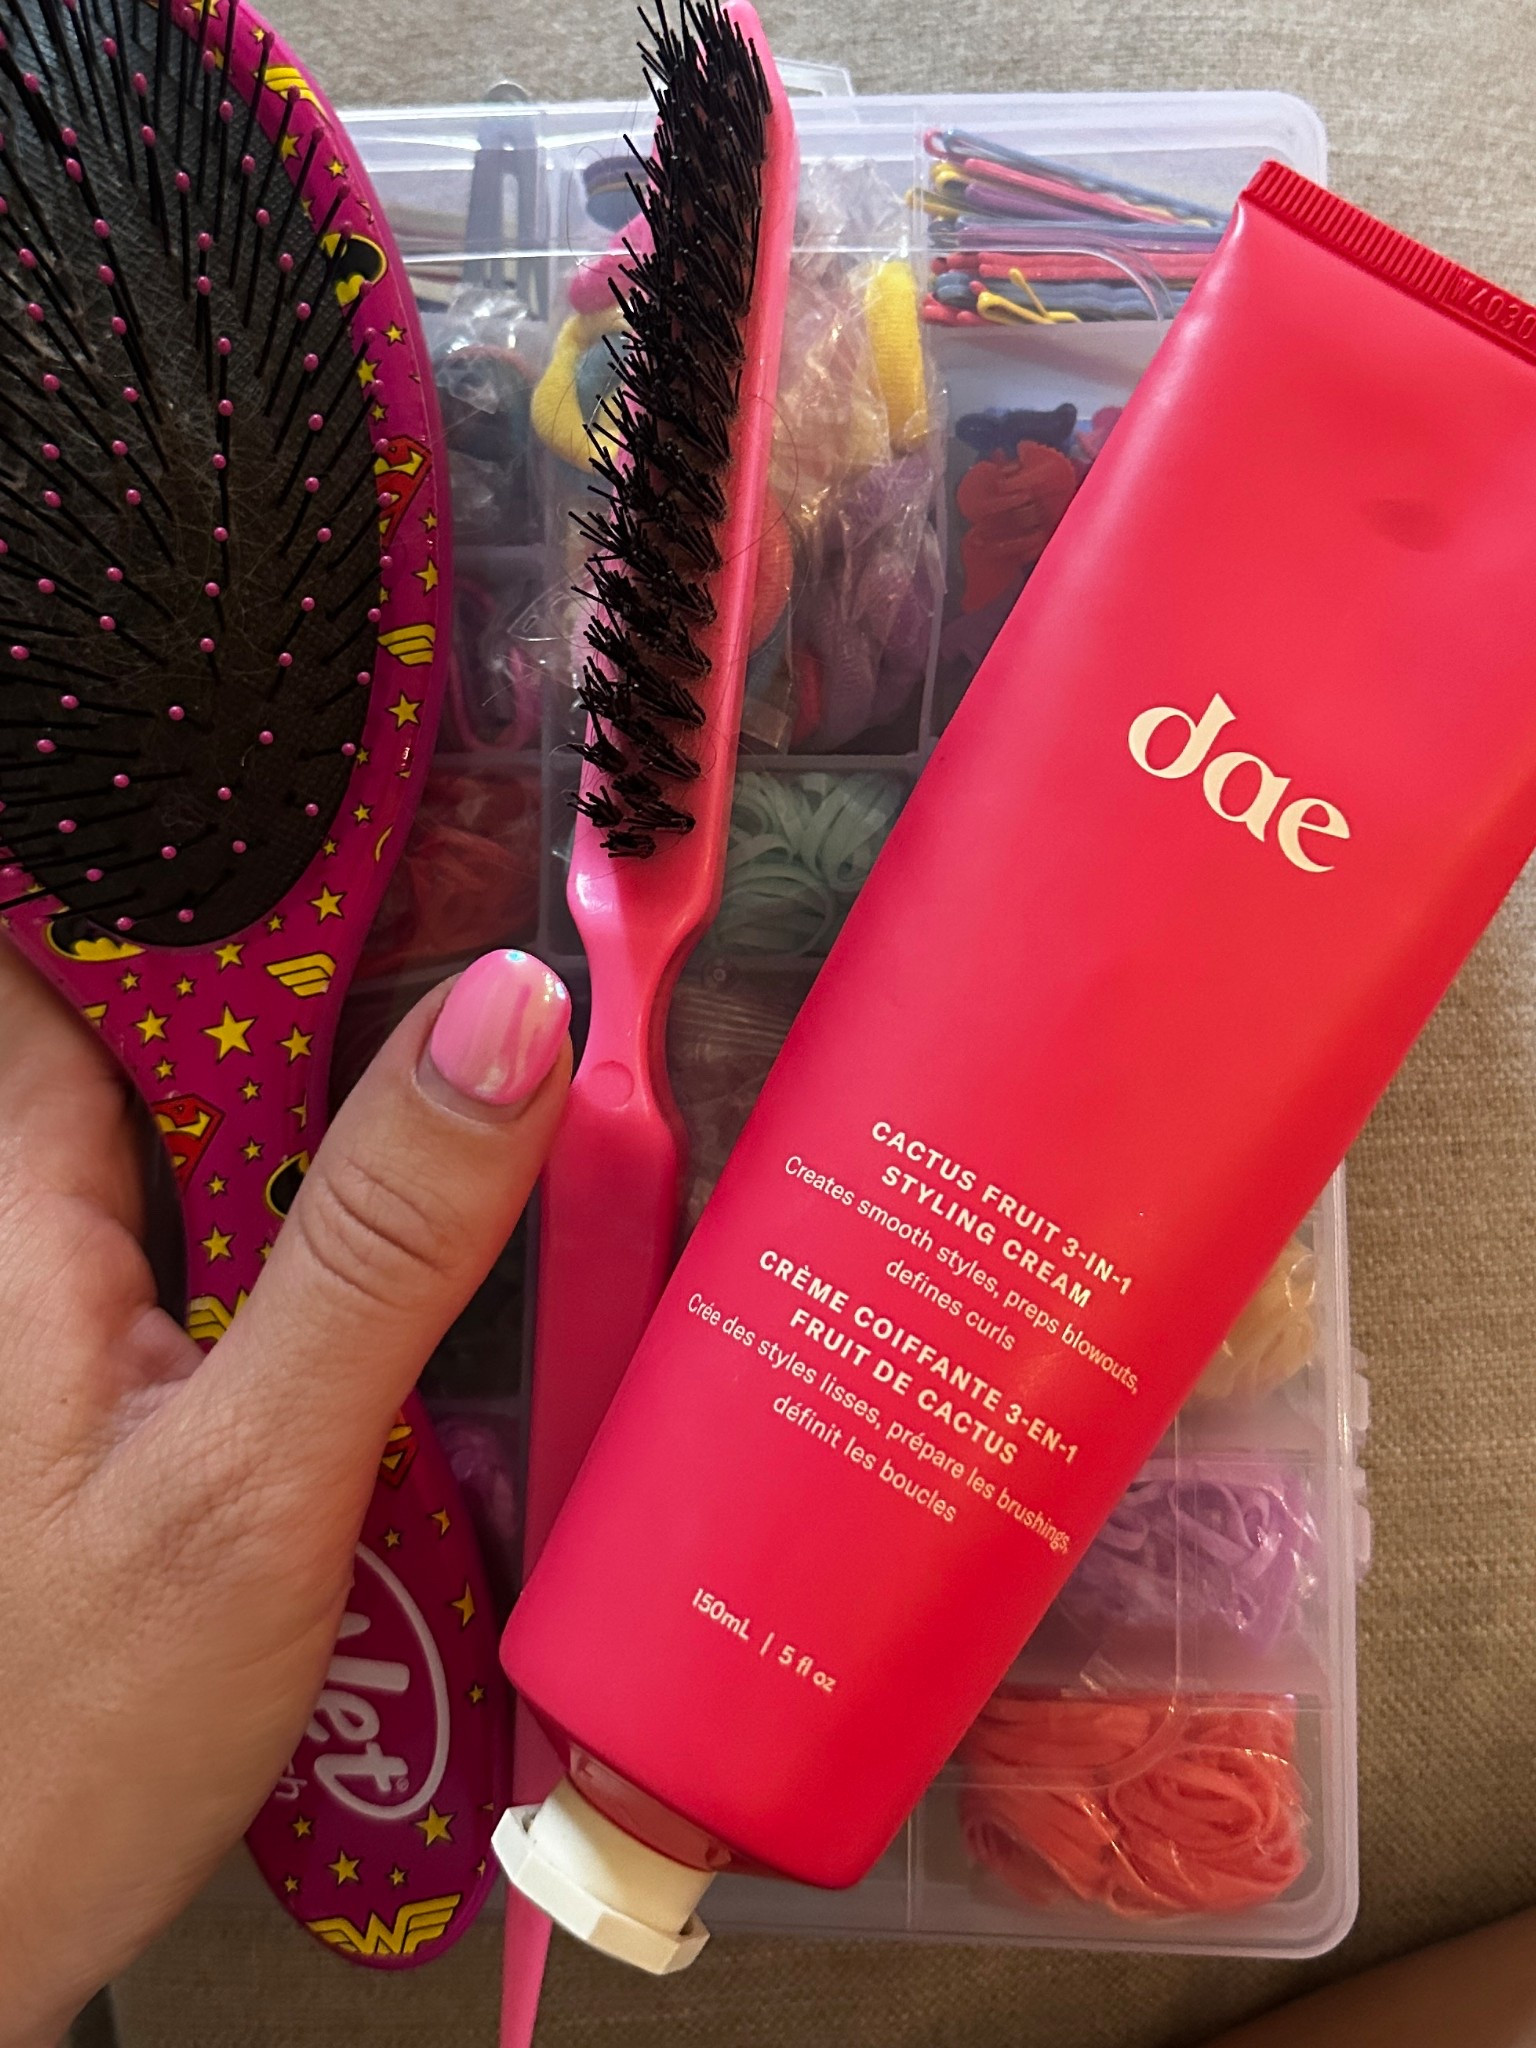 dae
CACTUS FRUIT 3-IN-1
STYLING CREAM
Creates smooth styles, preps blowouts,
defines curls
CRÈME COIFFANTE 3-EN-1
FRUIT DE CACTUS
Crée des styles lisses, prépare les brushings,
définit les boucles
150mL | 5 fl oz
Wet